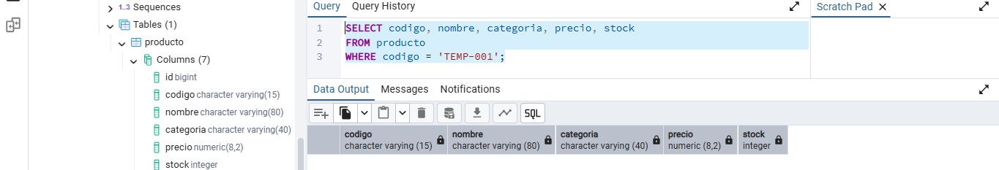 1..3 Sequences
Tables (1)
producto
Columns (7)
id bigint
codigo character varying(15)
nombre character varying(80)
categoria character varying(40)
precio numeric(8,2)
stock integer
Query Query History
1 SELECT codigo, nombre, categoria, precio, stock
2 FROM producto
3 WHERE codigo = 'TEMP-001';
Scratch Pad
Data Output Messages Notifications
SQL
codigo nombre categoria precio stock
character varying (15) character varying (80) character varying (40) numeric (8,2) integer